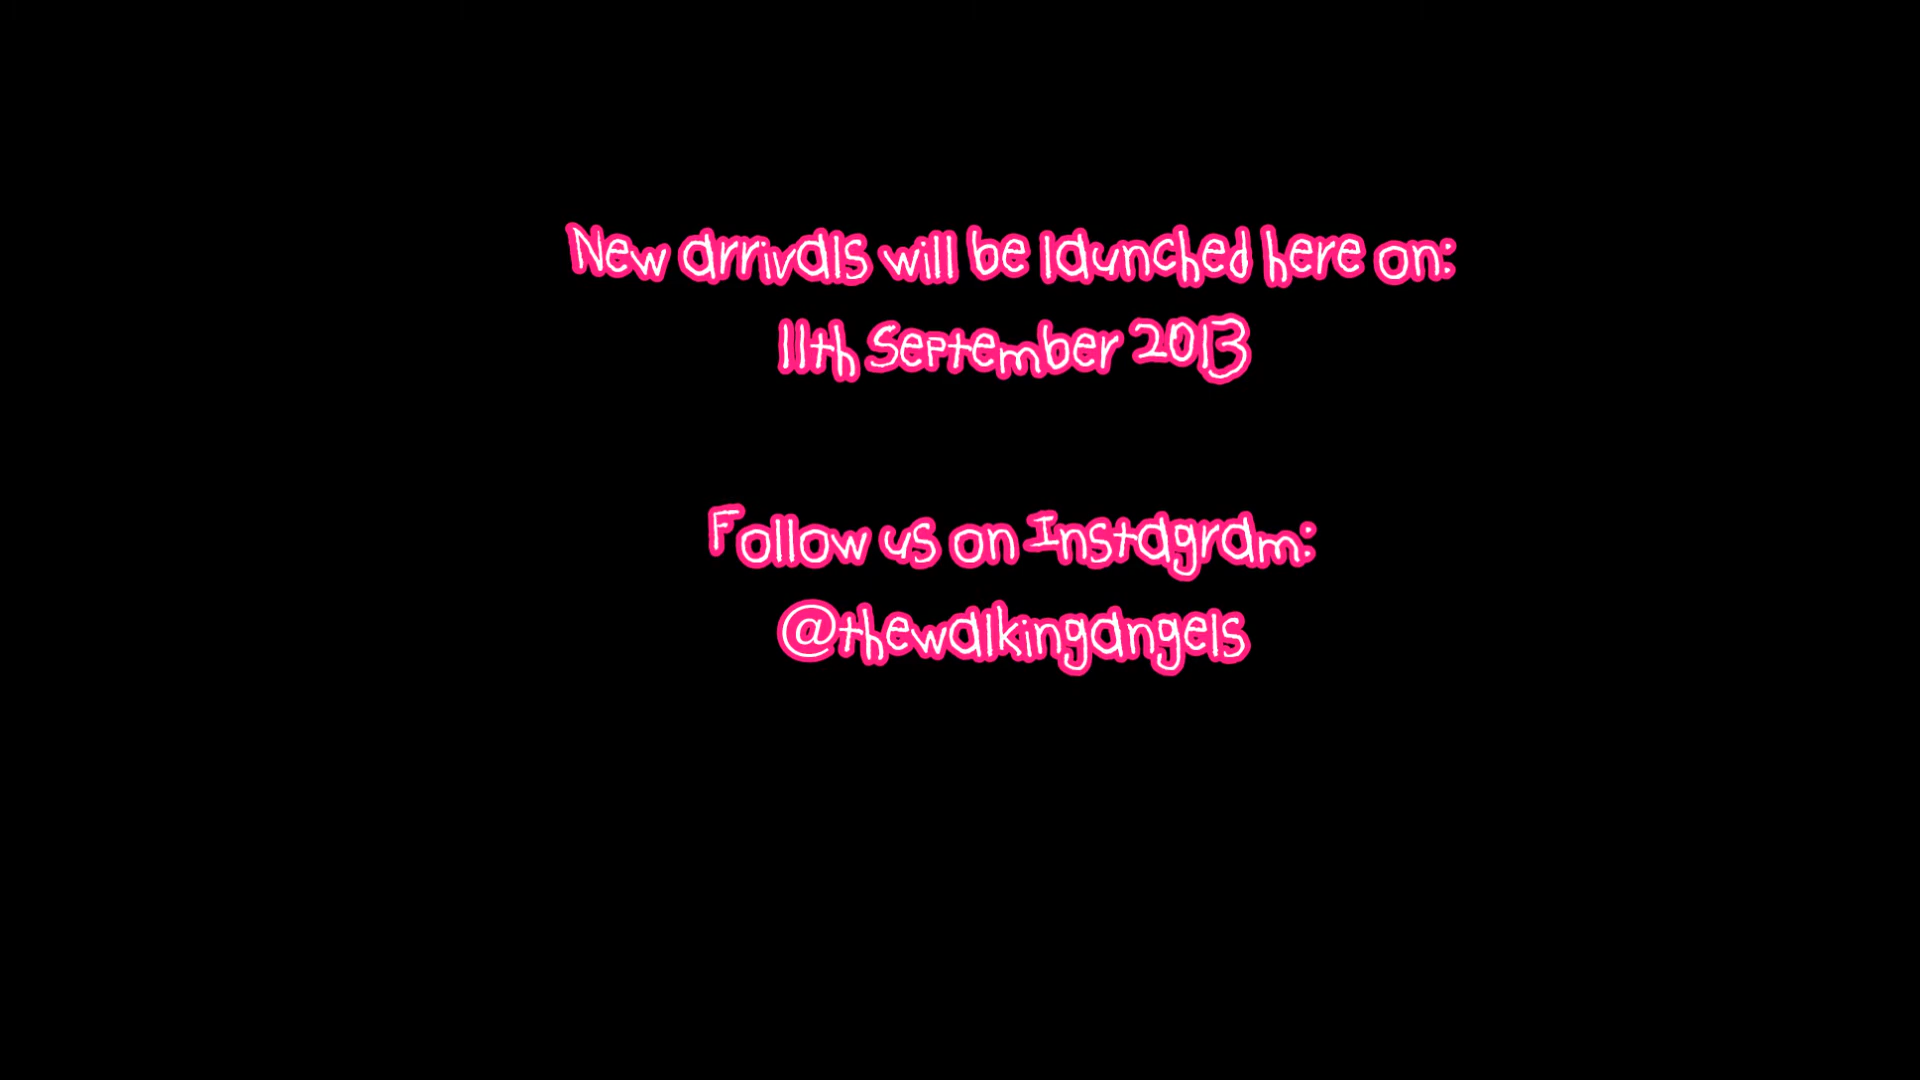 New arrivals will be launched here on:
11th September 2013
Follow us on Instagram:
@thewalkingangels